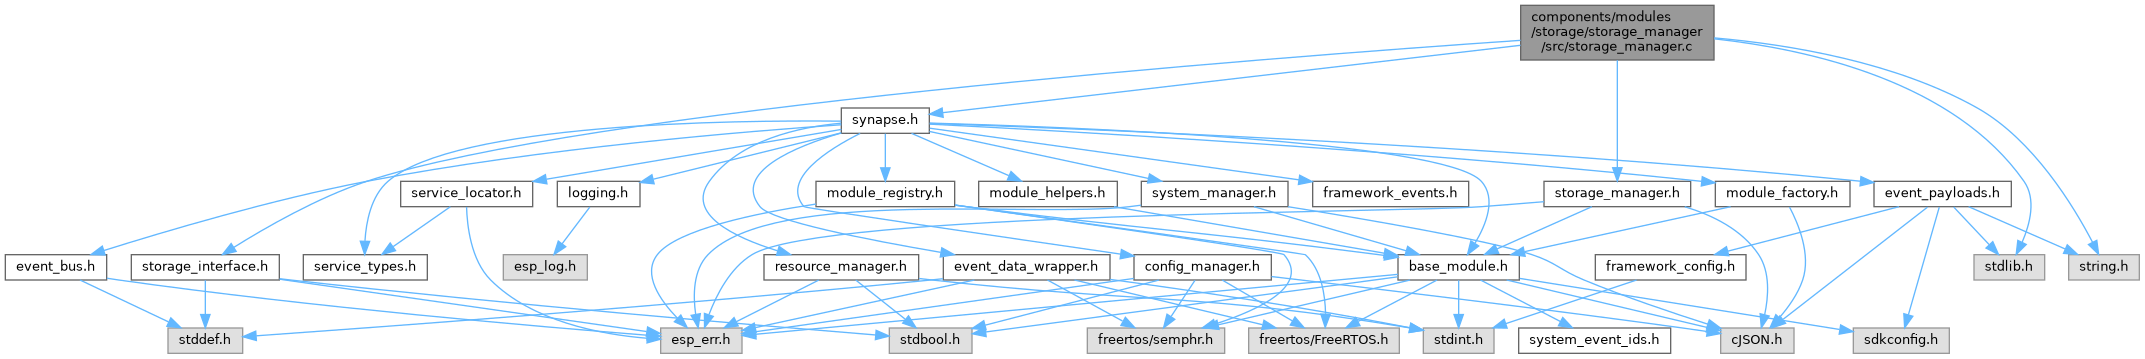 components/modules
/storage/storage_manager
/src/storage_manager.c
synapse.h
service_locator.h
logging.h
module_registry.h
module_helpers.h
system_manager.h
framework_events.h
storage_manager.h
module_factory.h
event_payloads.h
event_bus.h
storage_interface.h
service_types.h
esp_log.h
resource_manager.h
event_data_wrapper.h
config_manager.h
base_module.h
framework_config.h
stdlib.h
string.h
stddef.h
esp_err.h
stdbool.h
freertos/semphr.h
freertos/FreeRTOS.h
stdint.h
system_event_ids.h
cJSON.h
sdkconfig.h